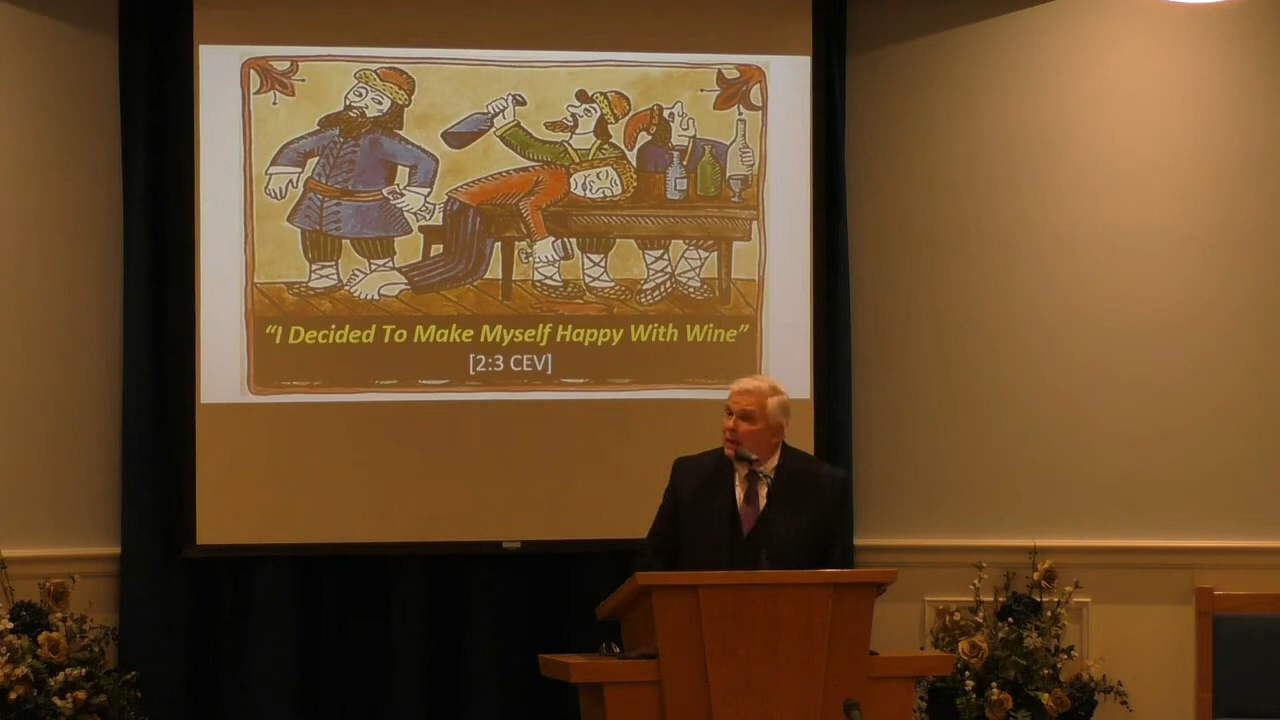 “I Decided To Make Myself Happy With Wine”
[2:3 CEV]